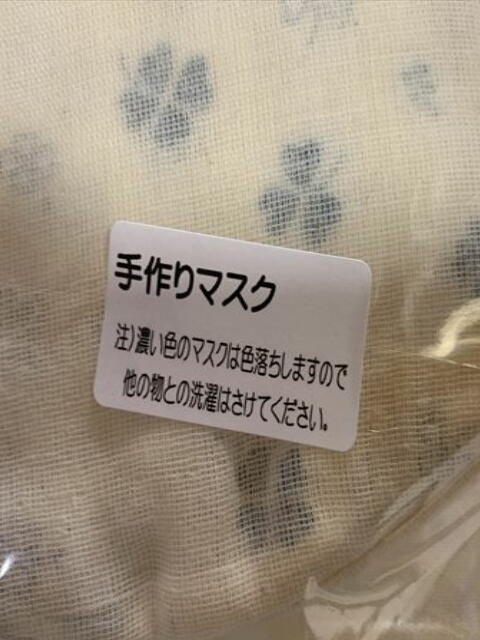 手作りマスク
注)濃い色のマスクは色落ちしますので
他の物との洗濯はさけてください。